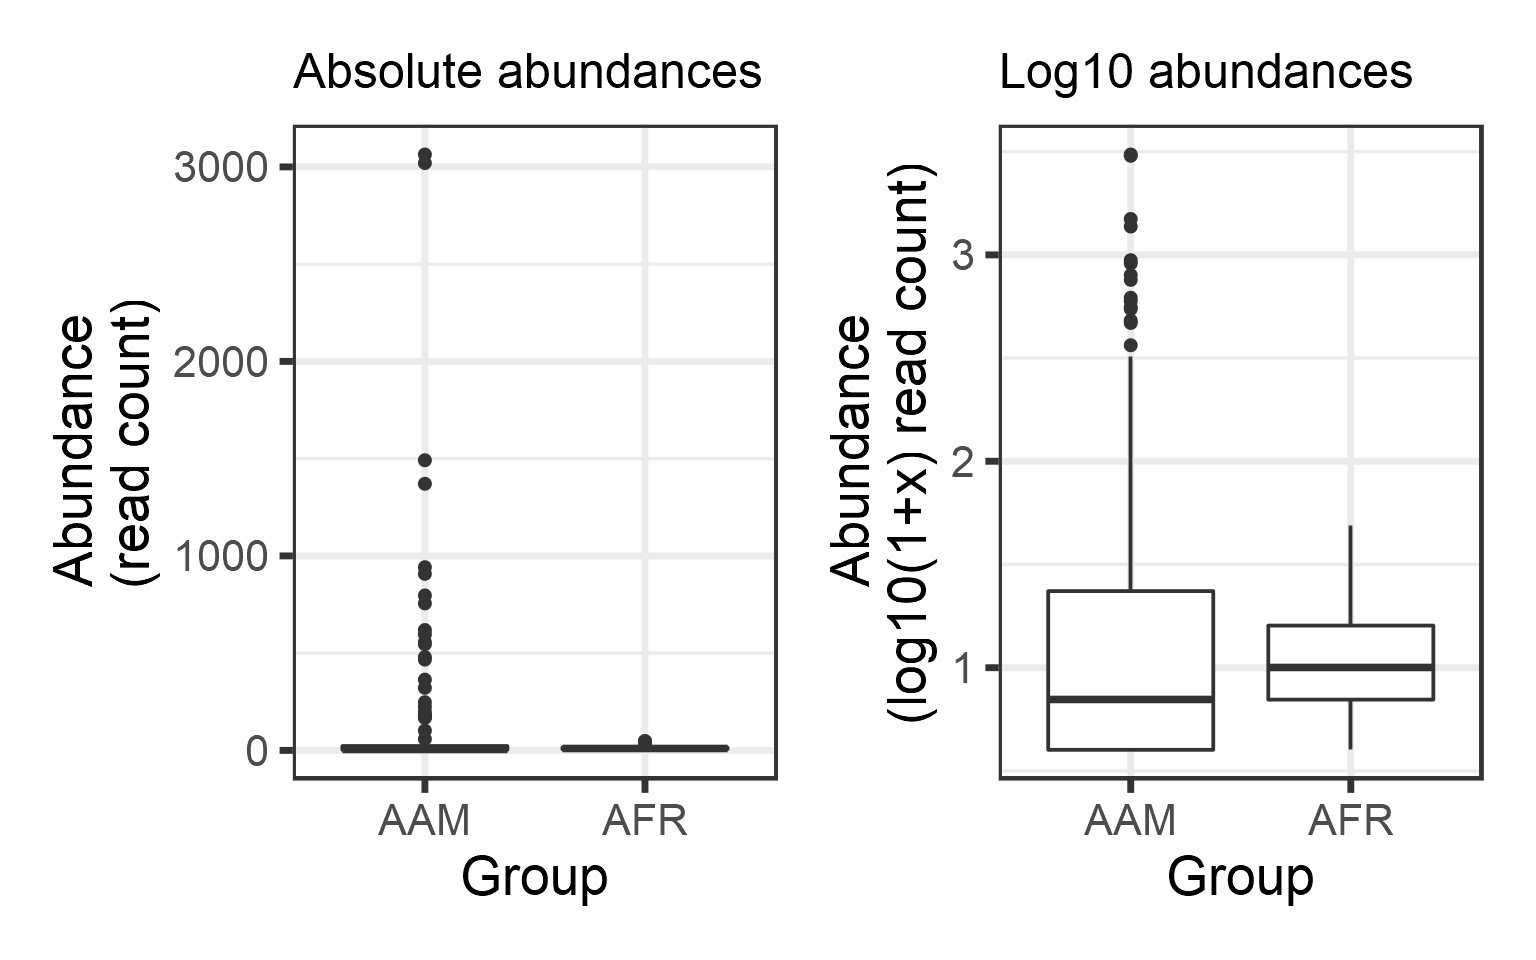 Absolute abundances
Abundance
(read count)
3000
2000
1000
0
AAM AFR
Group
Log10 abundances
Abundance
(log10(1+x) read count)
3
2
1
AAM AFR
Group